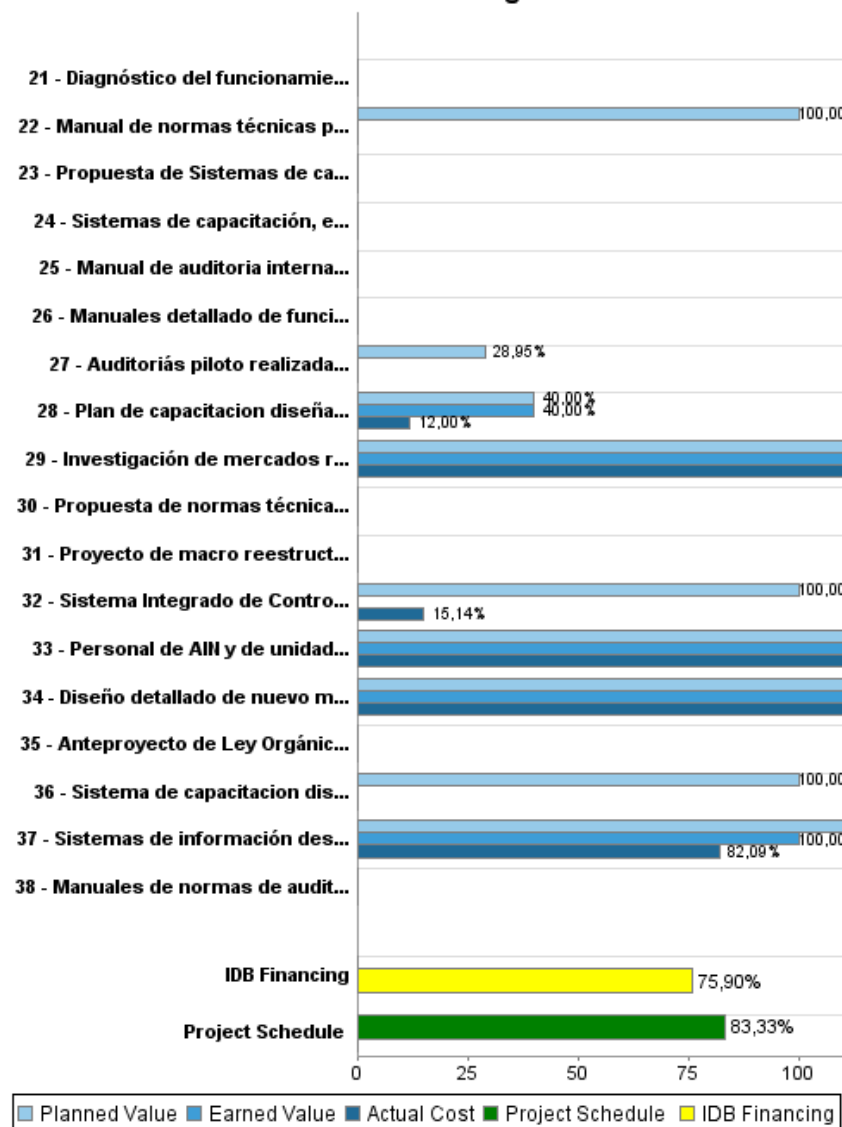 21 - Diagnóstico del funcionamie...
22 - Manual de normas técnicas p...
100,00
23 - Propuesta de Sistemas de ca...
24 - Sistemas de capacitación, e...
25 - Manual de auditoria interna...
26 - Manuales detallado de funci...
27 - Auditoriás piloto realizada...
28,95%
28 - Plan de capacitacion diseña...
40,00%
40,00%
12,00%
29 - Investigación de mercados r...
30 - Propuesta de normas técnica...
31 - Proyecto de macro reestruct...
32 - Sistema Integrado de Contro...
100,00
15,14%
33 - Personal de AIN y de unidad...
34 - Diseño detallado de nuevo m...
35 - Anteproyecto de Ley Orgánic...
36 - Sistema de capacitacion dis...
100,00
37 - Sistemas de información des...
100,00
82,09%
38 - Manuales de normas de audit...
IDB Financing
75,90%
Project Schedule
83,33%
0 25 50 75 100
Planned Value Earned Value Actual Cost Project Schedule IDB Financing